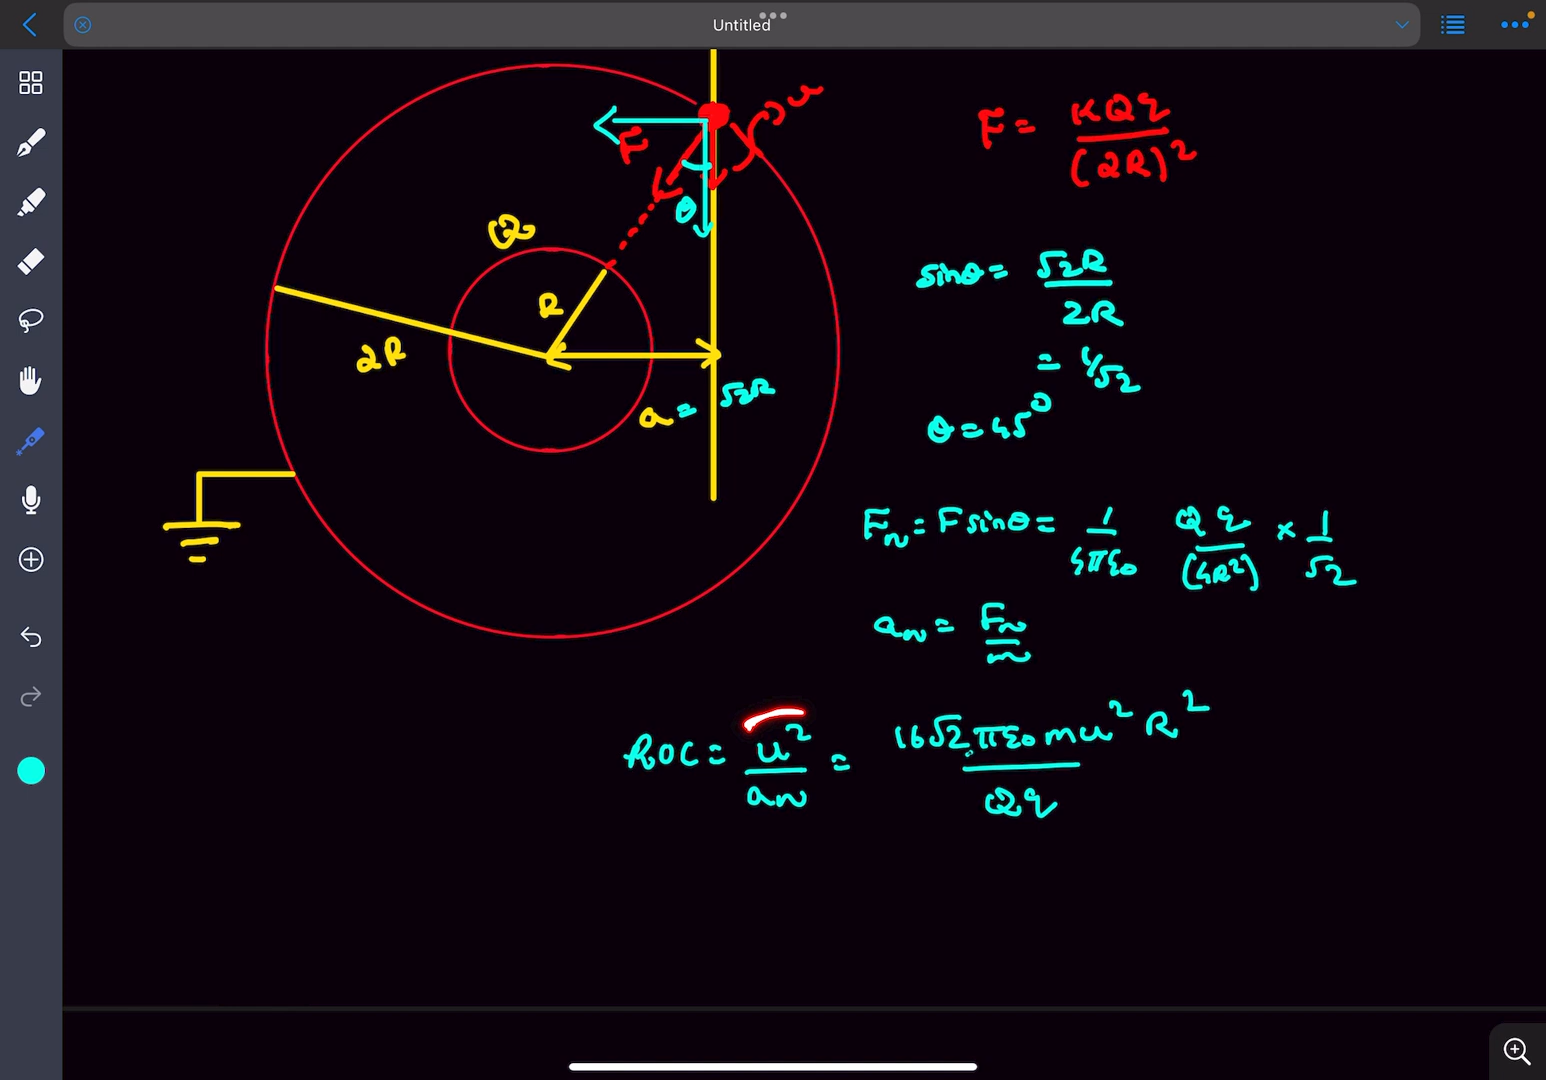 Untitled
u
F
θ
Q
R
2R
a = √2R
F = KQq / (2R)²
sinθ = √2R / 2R
= 1/√2
θ = 45°
Fₙ = F sinθ = 1/4πε₀ Qq/(4R²) × 1/√2
aₙ = Fₙ/m
ROC = u²/aₙ = 16√2πε₀mu²R² / Qq